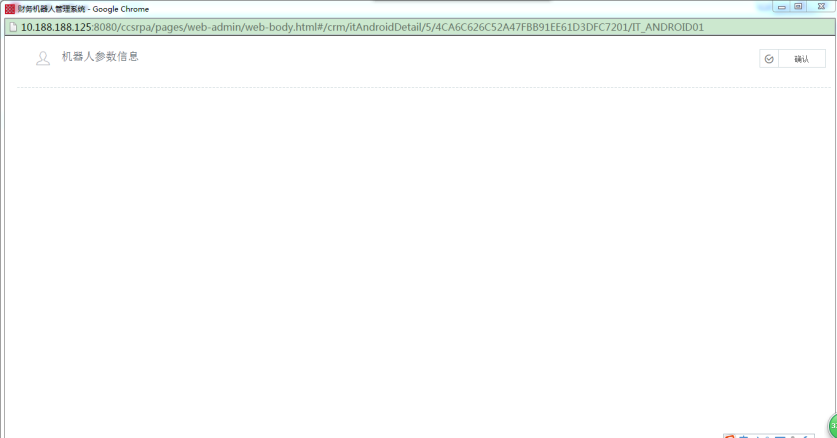 财务机器人管理系统 - Google Chrome
10.188.188.125:8080/ccsrpa/pages/web-admin/web-body.html#/crm/itAndroidDetail/5/4CA6C626C52A47FBB91EE61D3DFC7201/IT_ANDROID01
机器人参数信息
确认